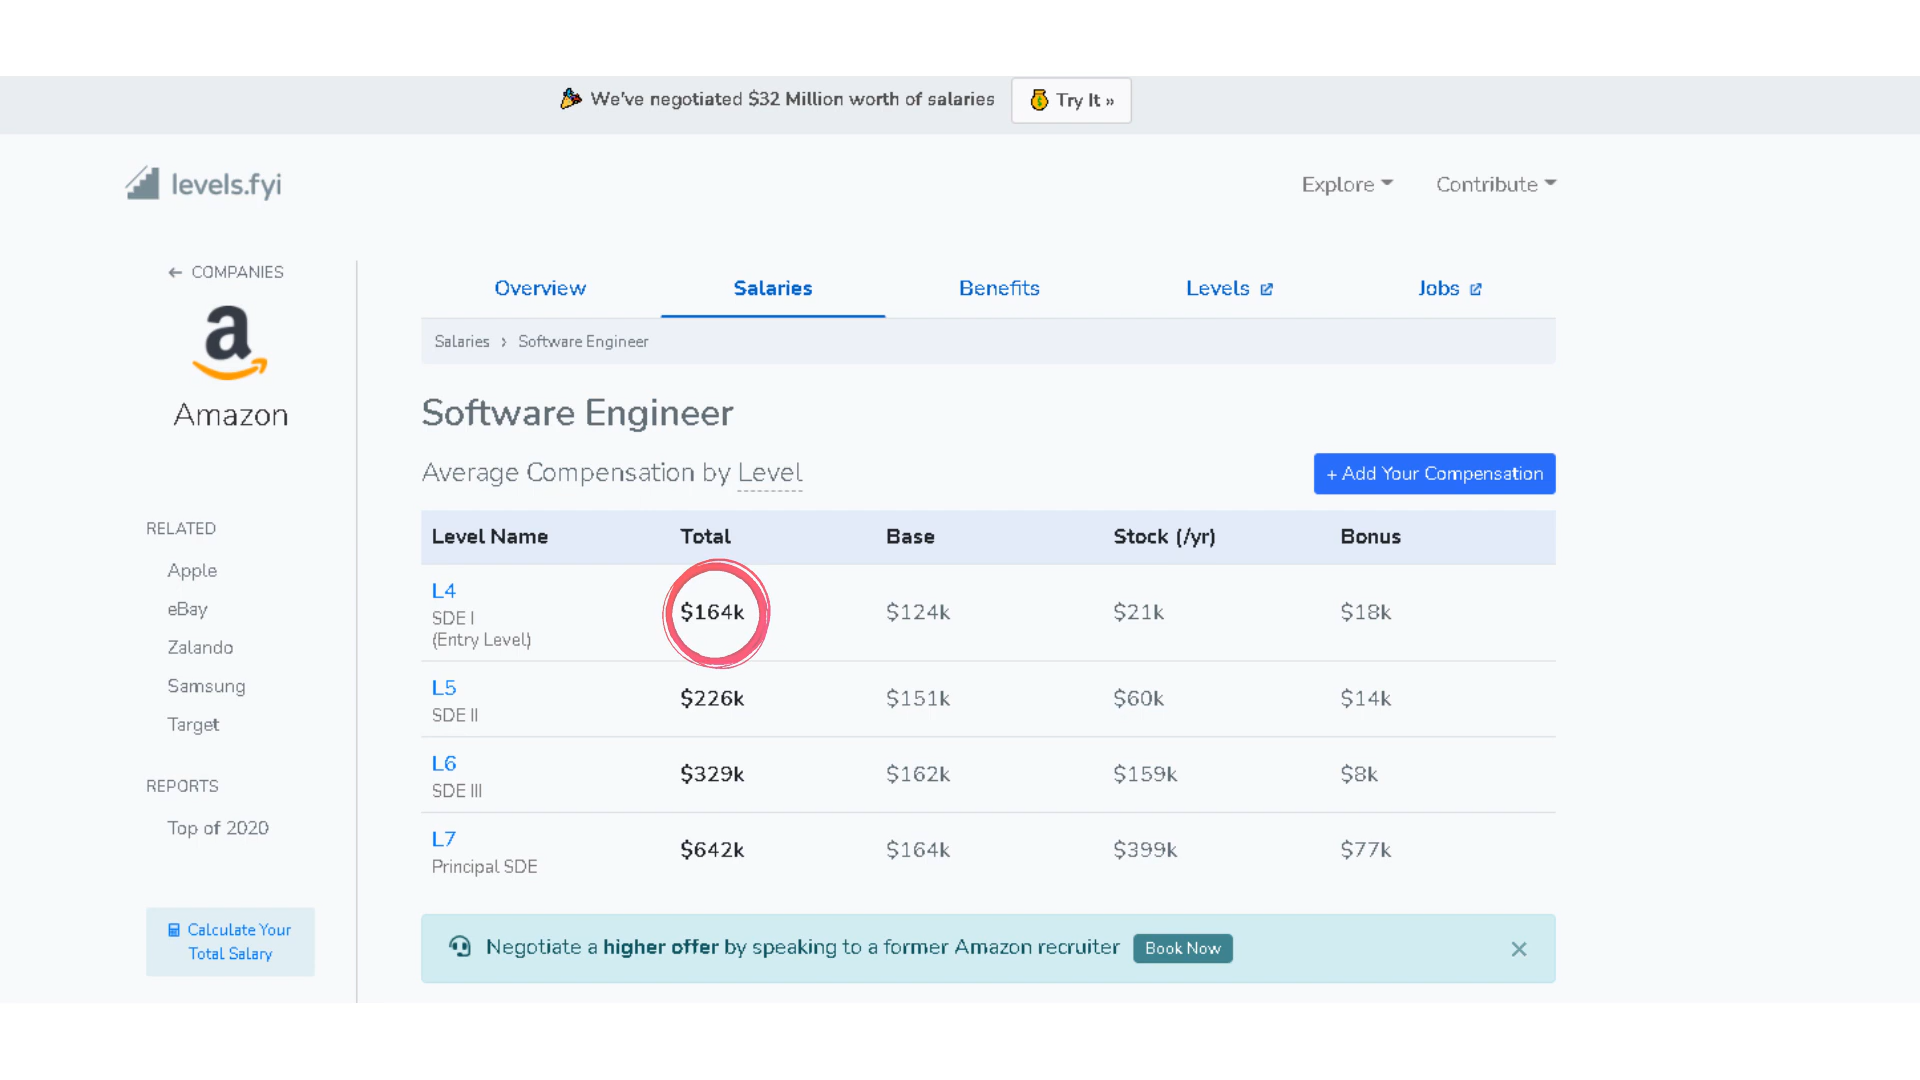 We've negotiated $32 Million worth of salaries Try It »
levels.fyi
Explore Contribute
← COMPANIES
a
Amazon
RELATED
Apple
eBay
Zalando
Samsung
Target
REPORTS
Top of 2020
Calculate Your
Total Salary
Overview Salaries Benefits Levels Jobs
Salaries > Software Engineer
Software Engineer
Average Compensation by Level
+ Add Your Compensation
Level Name Total Base Stock (/yr) Bonus
L4
SDE I
(Entry Level)
$164k $124k $21k $18k
L5
SDE II
$226k $151k $60k $14k
L6
SDE III
$329k $162k $159k $8k
L7
Principal SDE
$642k $164k $399k $77k
Negotiate a higher offer by speaking to a former Amazon recruiter Book Now ×